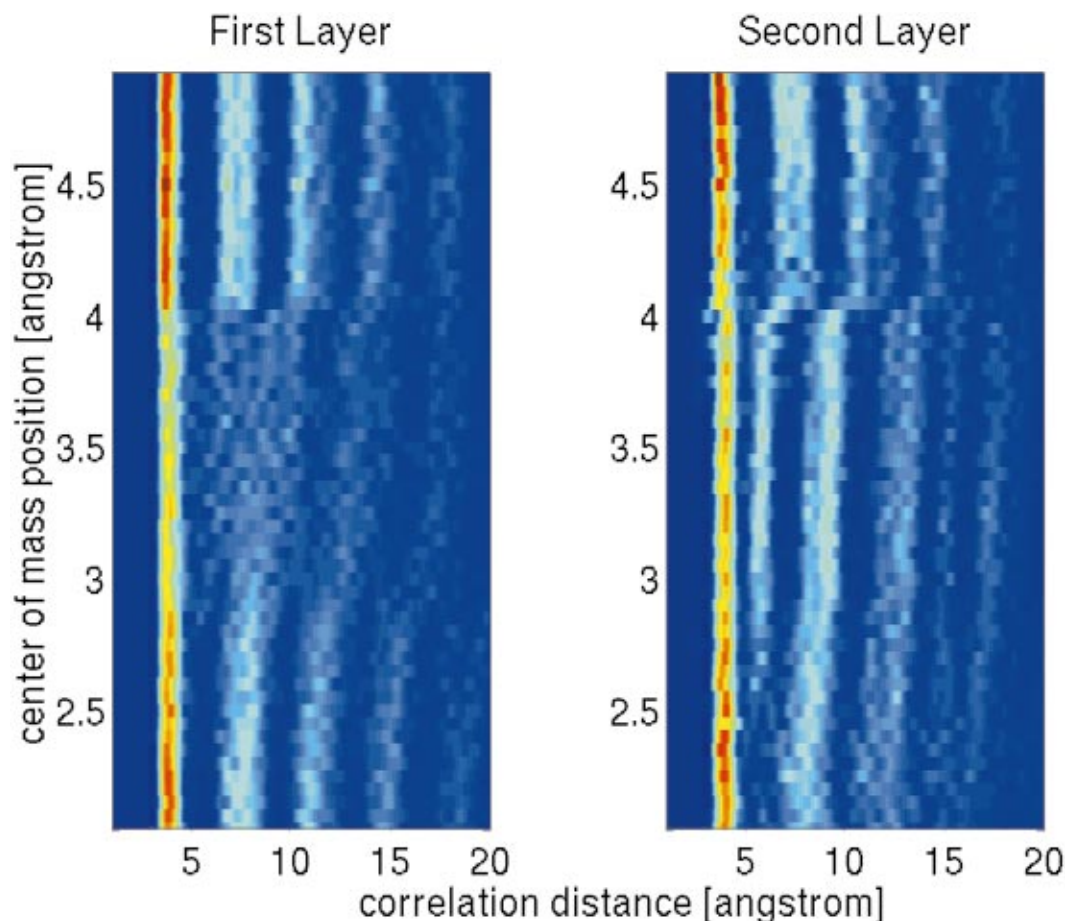 First Layer
Second Layer
center of mass position [angstrom]
4.5
4
3.5
3
2.5
4.5
4
3.5
3
2.5
5 10 15 20
5 10 15 20
correlation distance [angstrom]